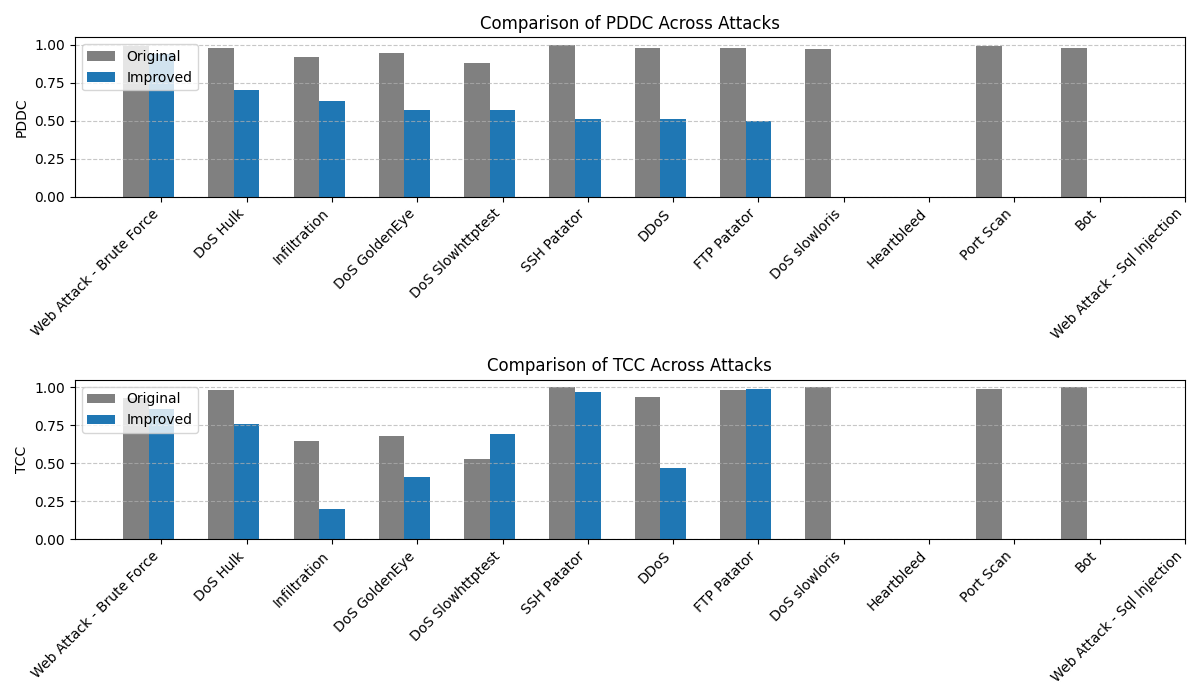 Comparison of PDDC Across Attacks
1.00
0.75
0.50
0.25
0.00
PDDC
Original
Improved
Web Attack - Brute Force
DoS Hulk
Infiltration
DoS GoldenEye
DoS Slowhttptest
SSH Patator
DDoS
FTP Patator
DoS slowloris
Heartbleed
Port Scan
Bot
Web Attack - Sql Injection
Comparison of TCC Across Attacks
1.00
0.75
0.50
0.25
0.00
TCC
Original
Improved
Web Attack - Brute Force
DoS Hulk
Infiltration
DoS GoldenEye
DoS Slowhttptest
SSH Patator
DDoS
FTP Patator
DoS slowloris
Heartbleed
Port Scan
Bot
Web Attack - Sql Injection